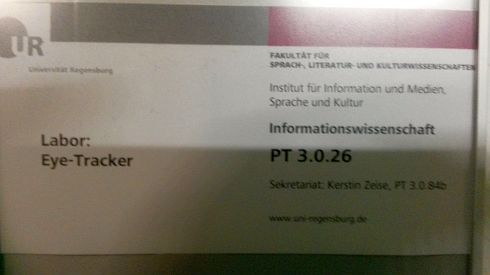 UR
Universität Regensburg
FAKULTÄT FÜR
SPRACH-, LITERATUR- UND KULTURWISSENSCHAFTEN
Institut für Information und Medien,
Sprache und Kultur
Informationswissenschaft
Labor:
Eye-Tracker
PT 3.0.26
Sekretariat: Kerstin Zeise, PT 3.0.84b
www.uni-regensburg.de